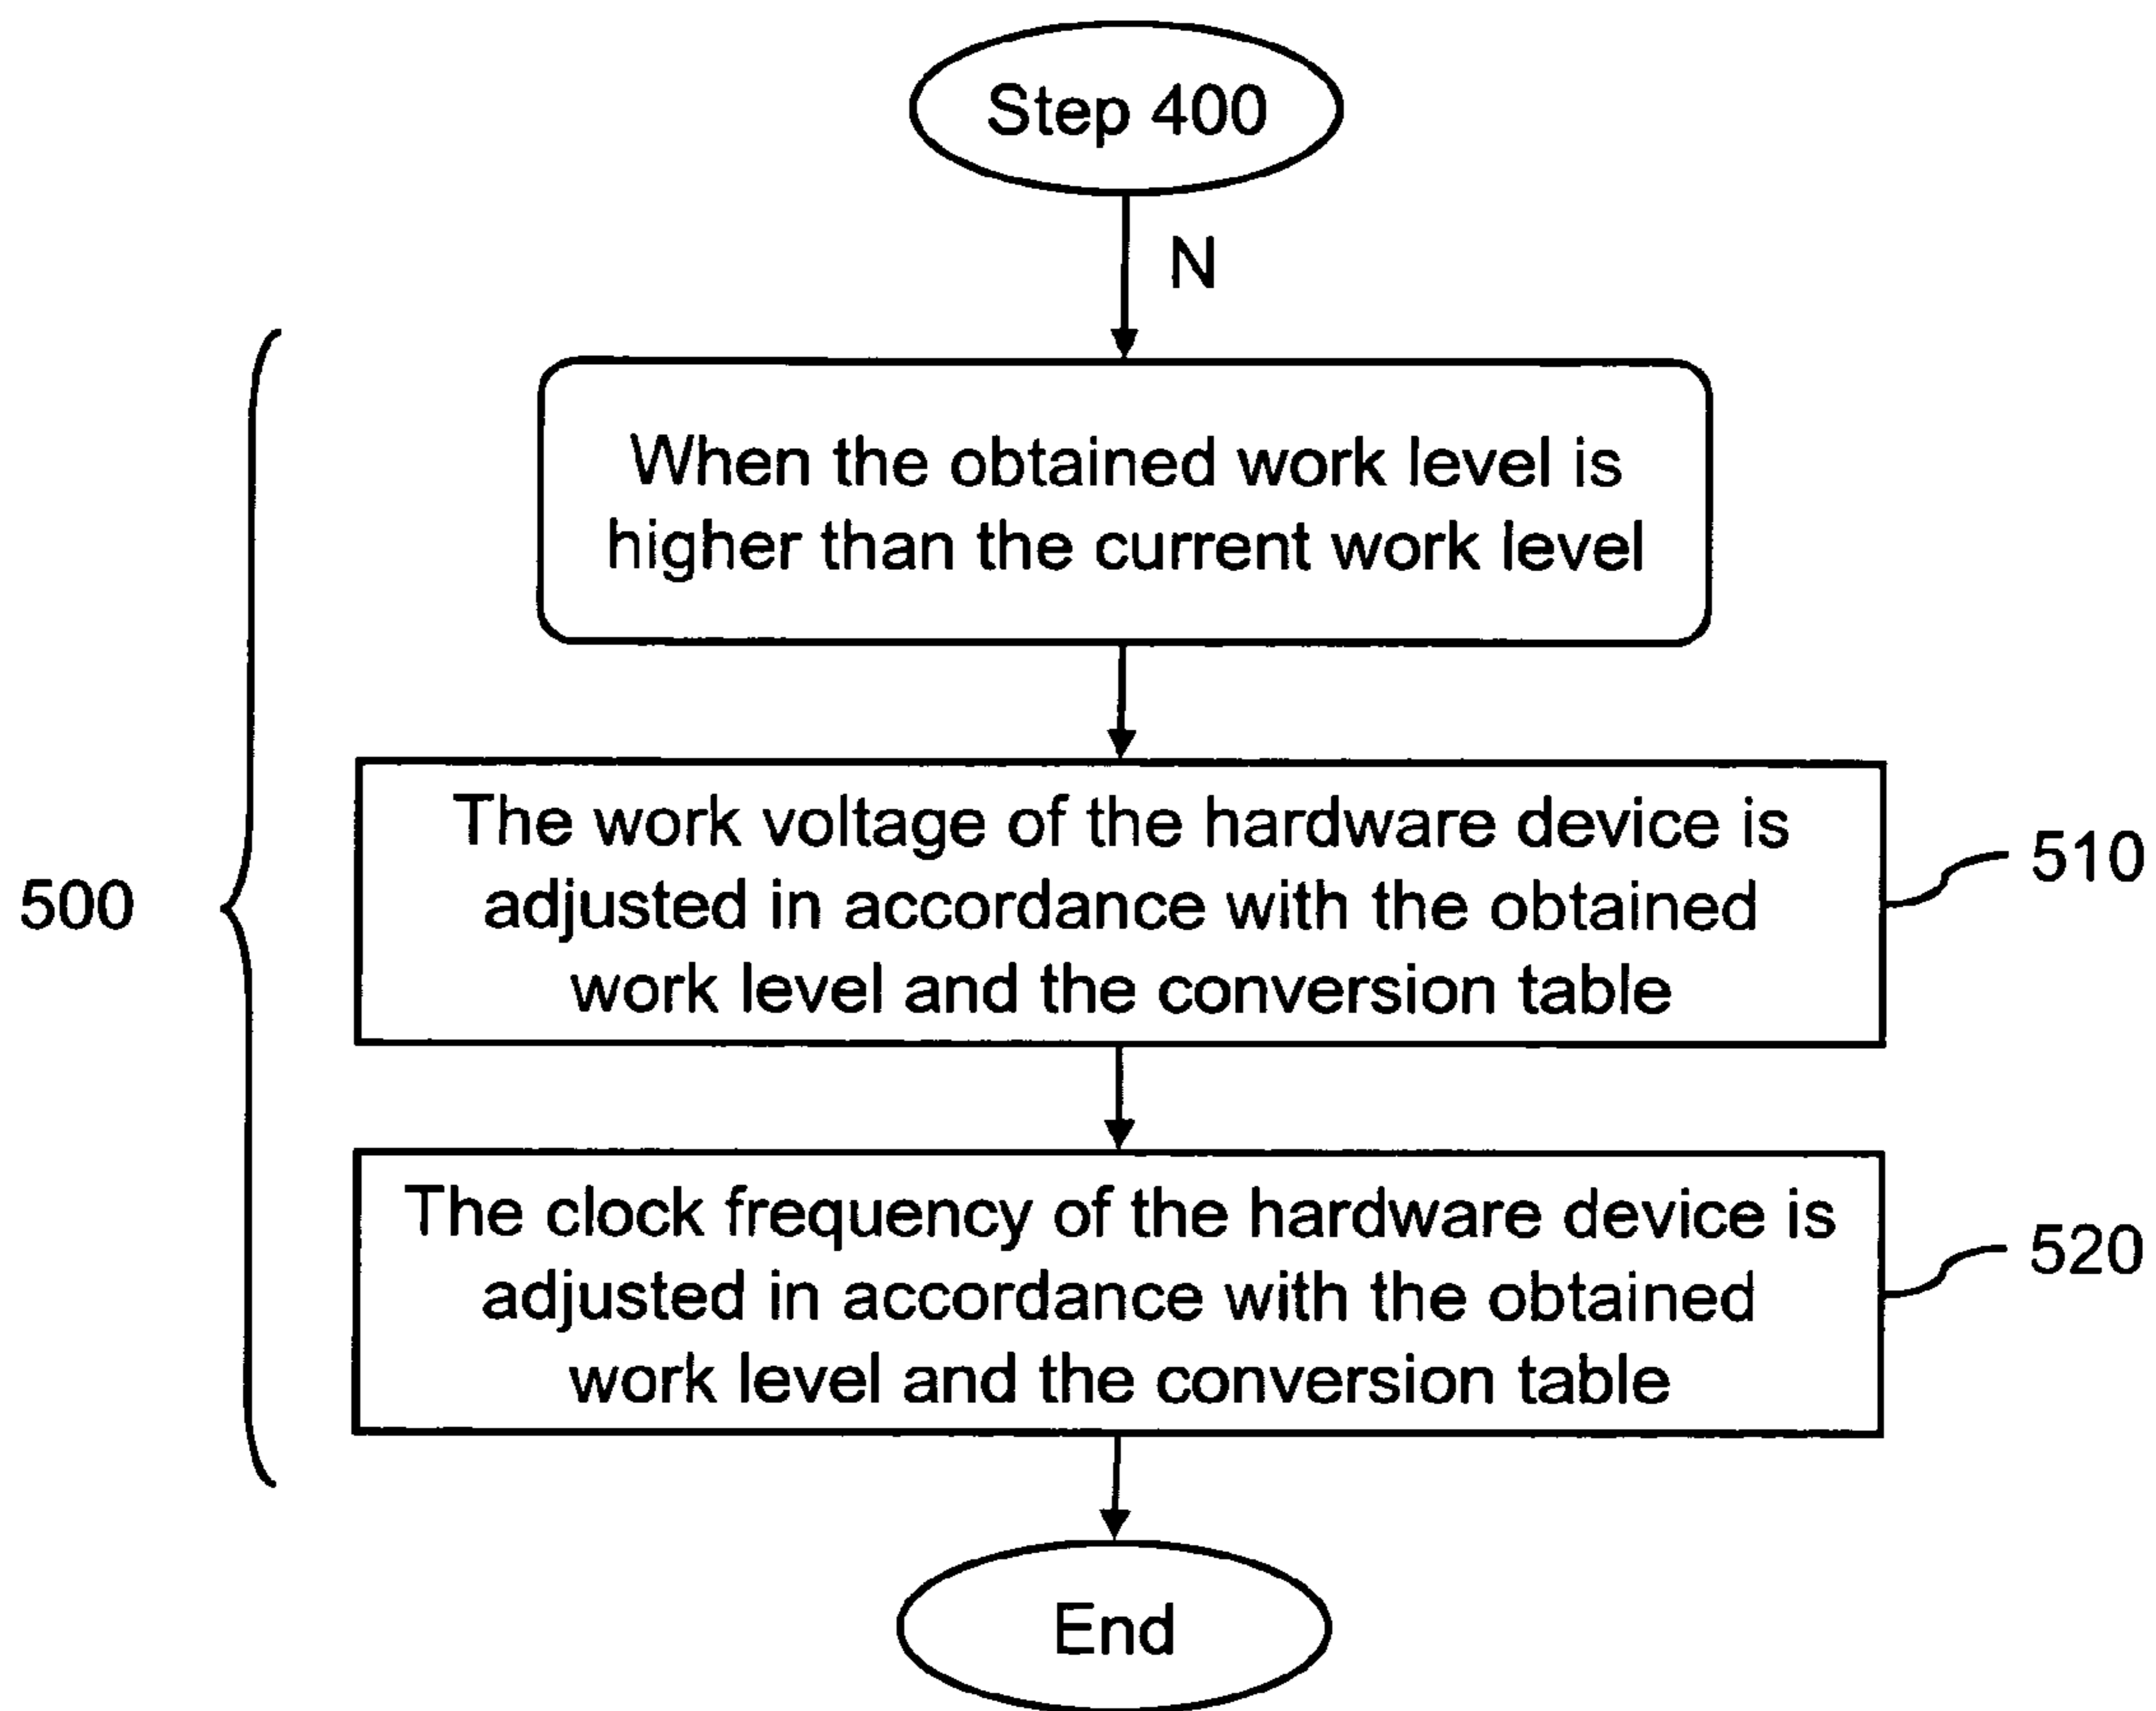 Step 400
N
When the obtained work level is
higher than the current work level
500
The work voltage of the hardware device is
adjusted in accordance with the obtained
work level and the conversion table
510
The clock frequency of the hardware device is
adjusted in accordance with the obtained
work level and the conversion table
520
End